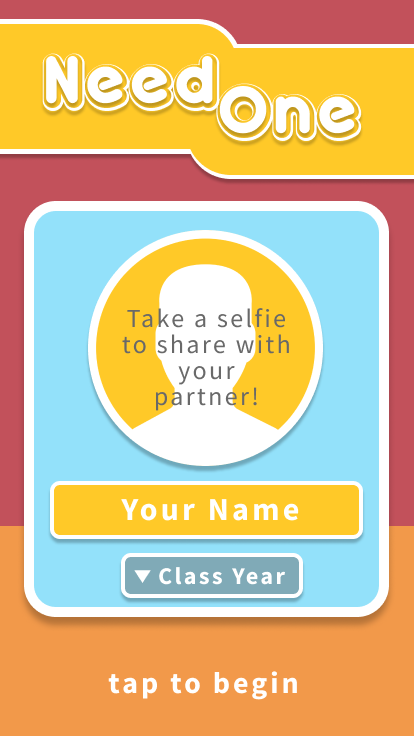 Need
One
Take a selfie
to share with
your
partner!
Your Name
Class Year
tap to begin